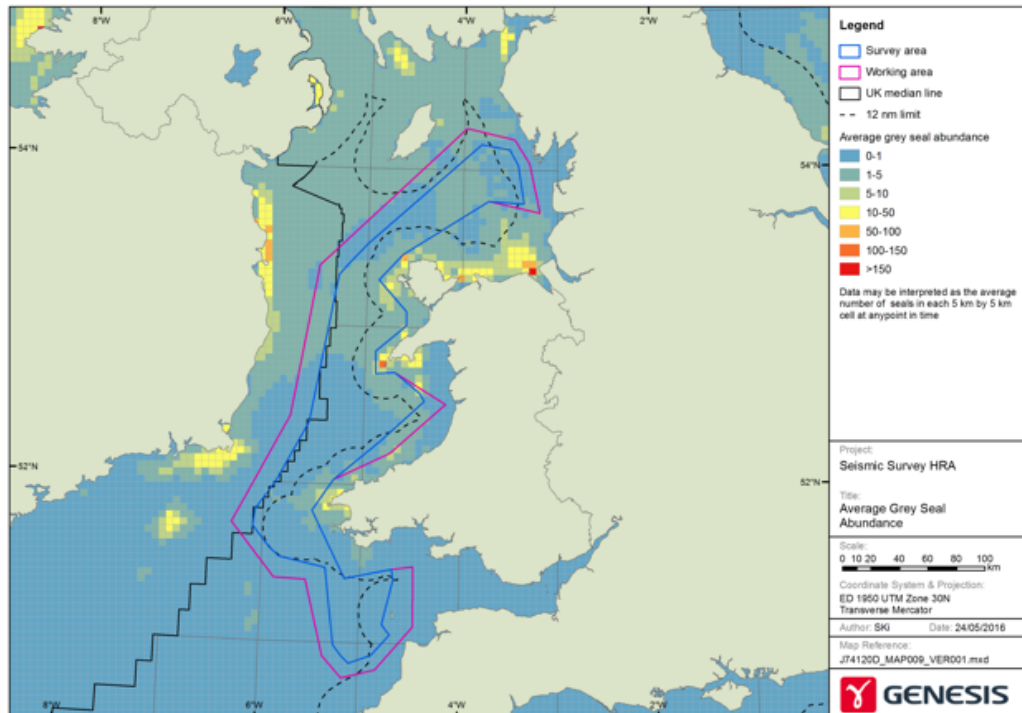 8°W
6°W
4°W
2°W
54°N
54°N
52°N
52°N
8°W
6°W
4°W
2°W
Legend
Survey area
Working area
UK median line
12 nm limit
Average grey seal abundance
0-1
1-5
5-10
10-50
50-100
100-150
>150
Data may be interpreted as the average
number of seals in each 5 km by 5 km
cell at anypoint in time
Project:
Seismic Survey HRA
Title:
Average Grey Seal
Abundance
Scale:
0 10 20 40 60 80 100
km
Coordinate System & Projection:
ED 1950 UTM Zone 30N
Transverse Mercator
Author: SKi Date: 24/05/2016
Map Reference:
J74120D_MAP009_VER001.mxd
GENESIS